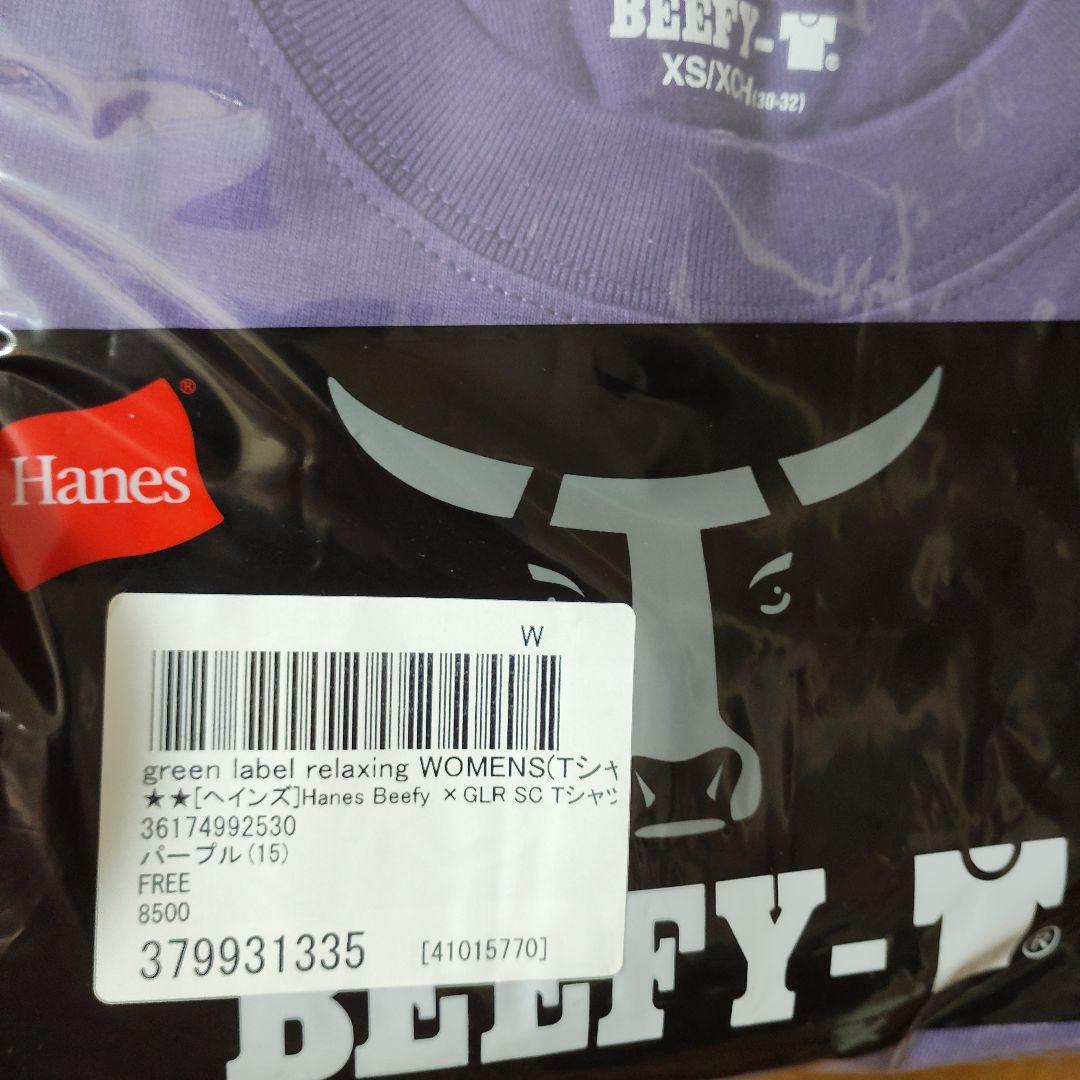 BEEFY-T®
XS/XCH(30-32)
Hanes®
W
green label relaxing WOMENS(Tシャ
★★[ヘインズ]Hanes Beefy ×GLR SC Tシャツ
36174992530
パープル(15)
FREE
8500
379931335 [41015770]
BEEFY-T®